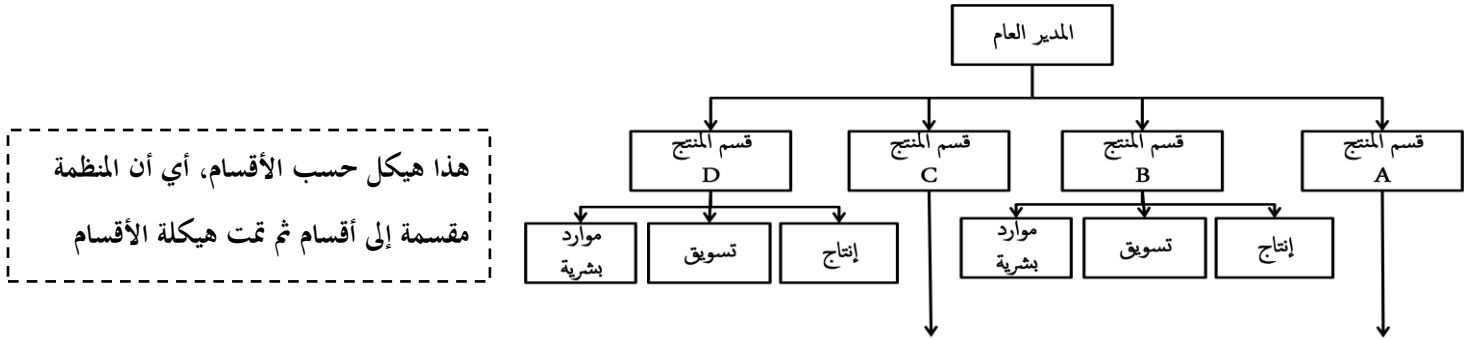 المدير العام
قسم المنتج
A
قسم المنتج
B
قسم المنتج
C
قسم المنتج
D
إنتاج
تسويق
موارد
بشرية
إنتاج
تسويق
موارد
بشرية
هذا هيكل حسب الأقسام، أي أن المنظمة
مقسمة إلى أقسام ثم تمت هيكلة الأقسام